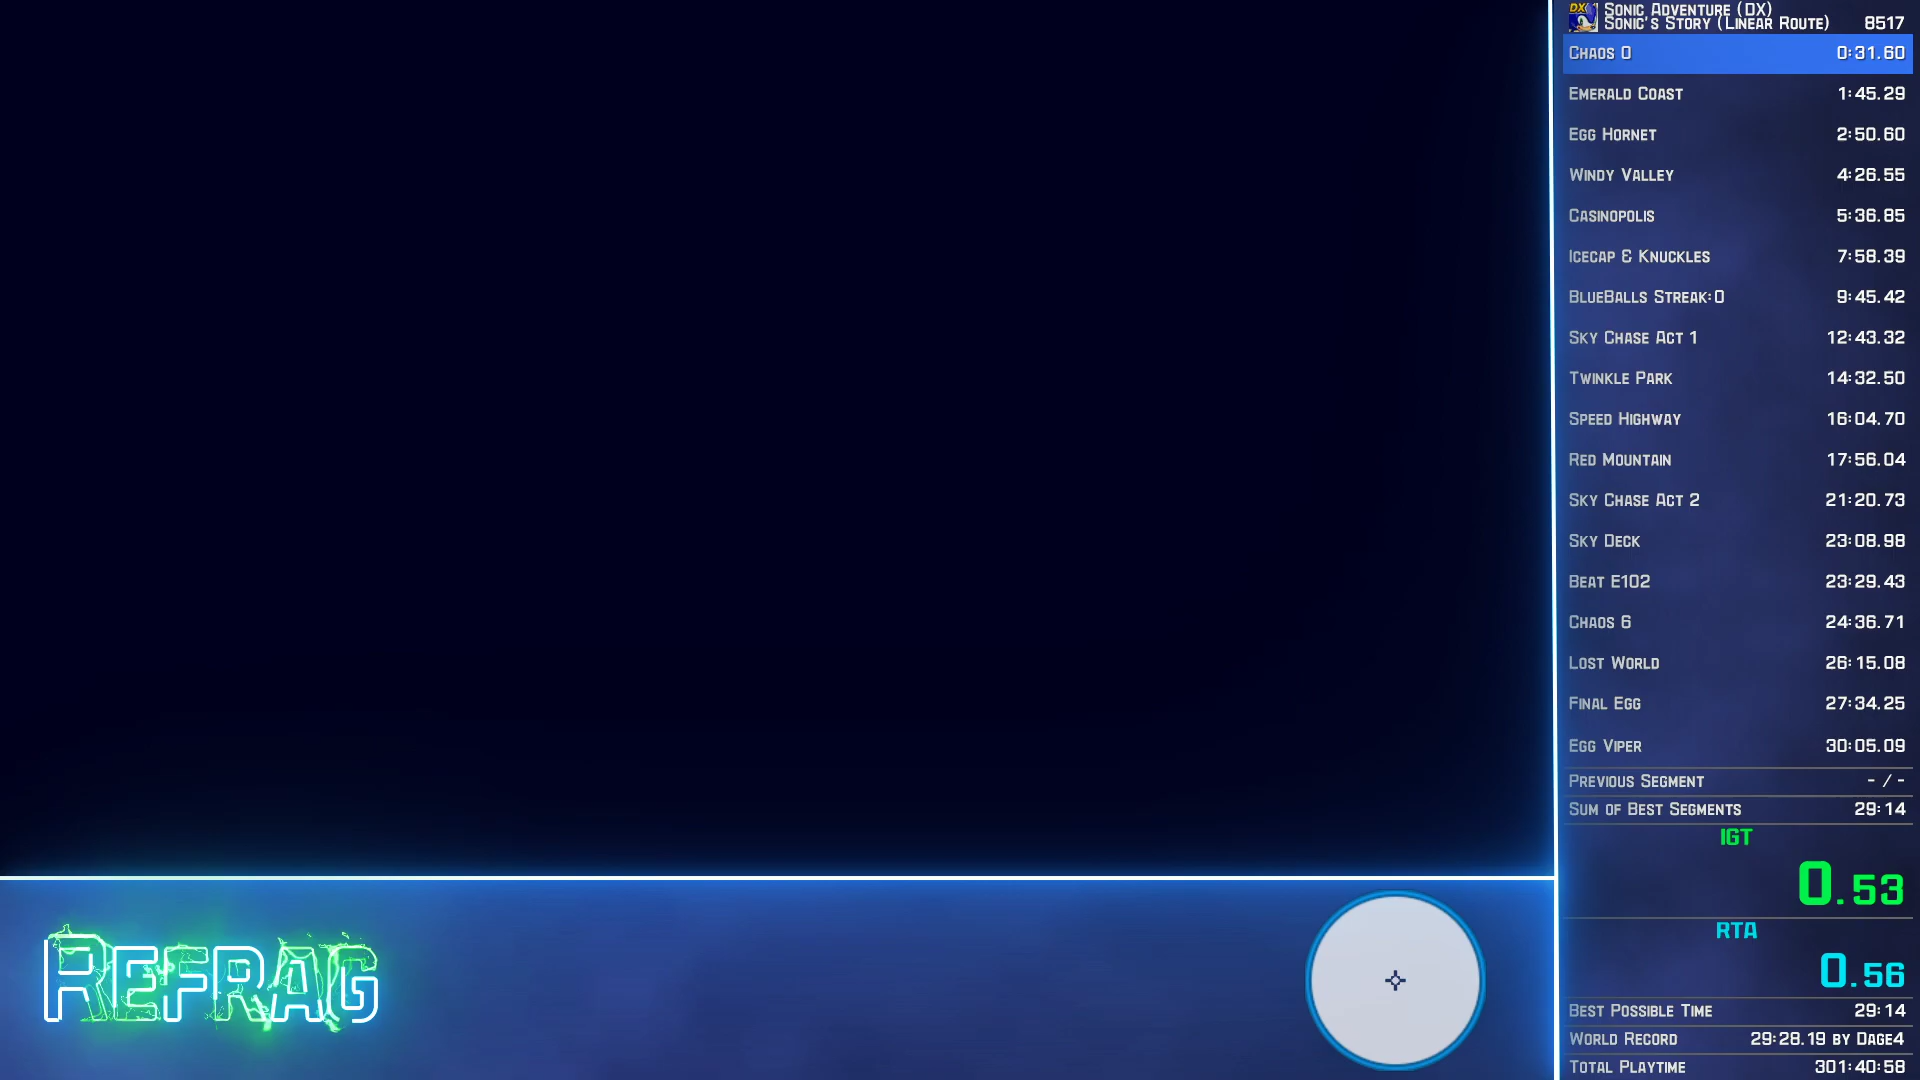 Sonic Adventure (DX)
Sonic's Story (Linear Route) 8517
Chaos 0 0:31.60
Emerald Coast 1:45.29
Egg Hornet 2:50.60
Windy Valley 4:26.55
Casinopolis 5:36.85
Icecap & Knuckles 7:58.39
BlueBalls Streak:0 9:45.42
Sky Chase Act 1 12:43.32
Twinkle Park 14:32.50
Speed Highway 16:04.70
Red Mountain 17:56.04
Sky Chase Act 2 21:20.73
Sky Deck 23:08.98
Beat E102 23:29.43
Chaos 6 24:36.71
Lost World 26:15.08
Final Egg 27:34.25
Egg Viper 30:05.09
Previous Segment - / -
Sum of Best Segments 29:14
IGT
0.53
RTA
0.56
Best Possible Time 29:14
World Record 29:28.19 by Dage4
Total Playtime 301:40:58
Refrag
DX